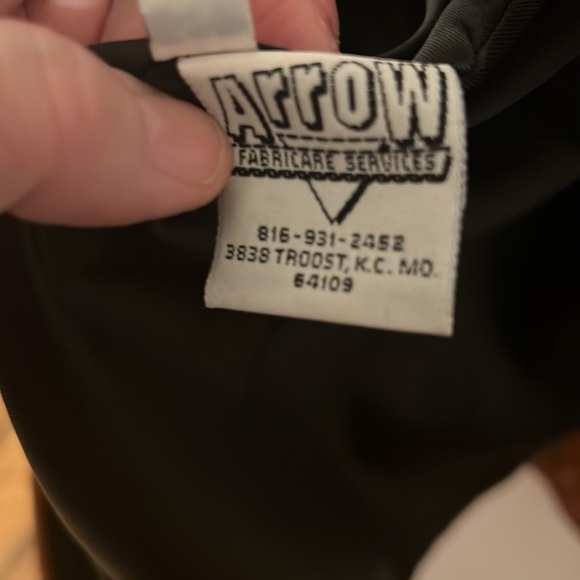 ArroW
FABRICARE SERVICES
816-931-2452
3838 TROOST, K.C. MO.
64109